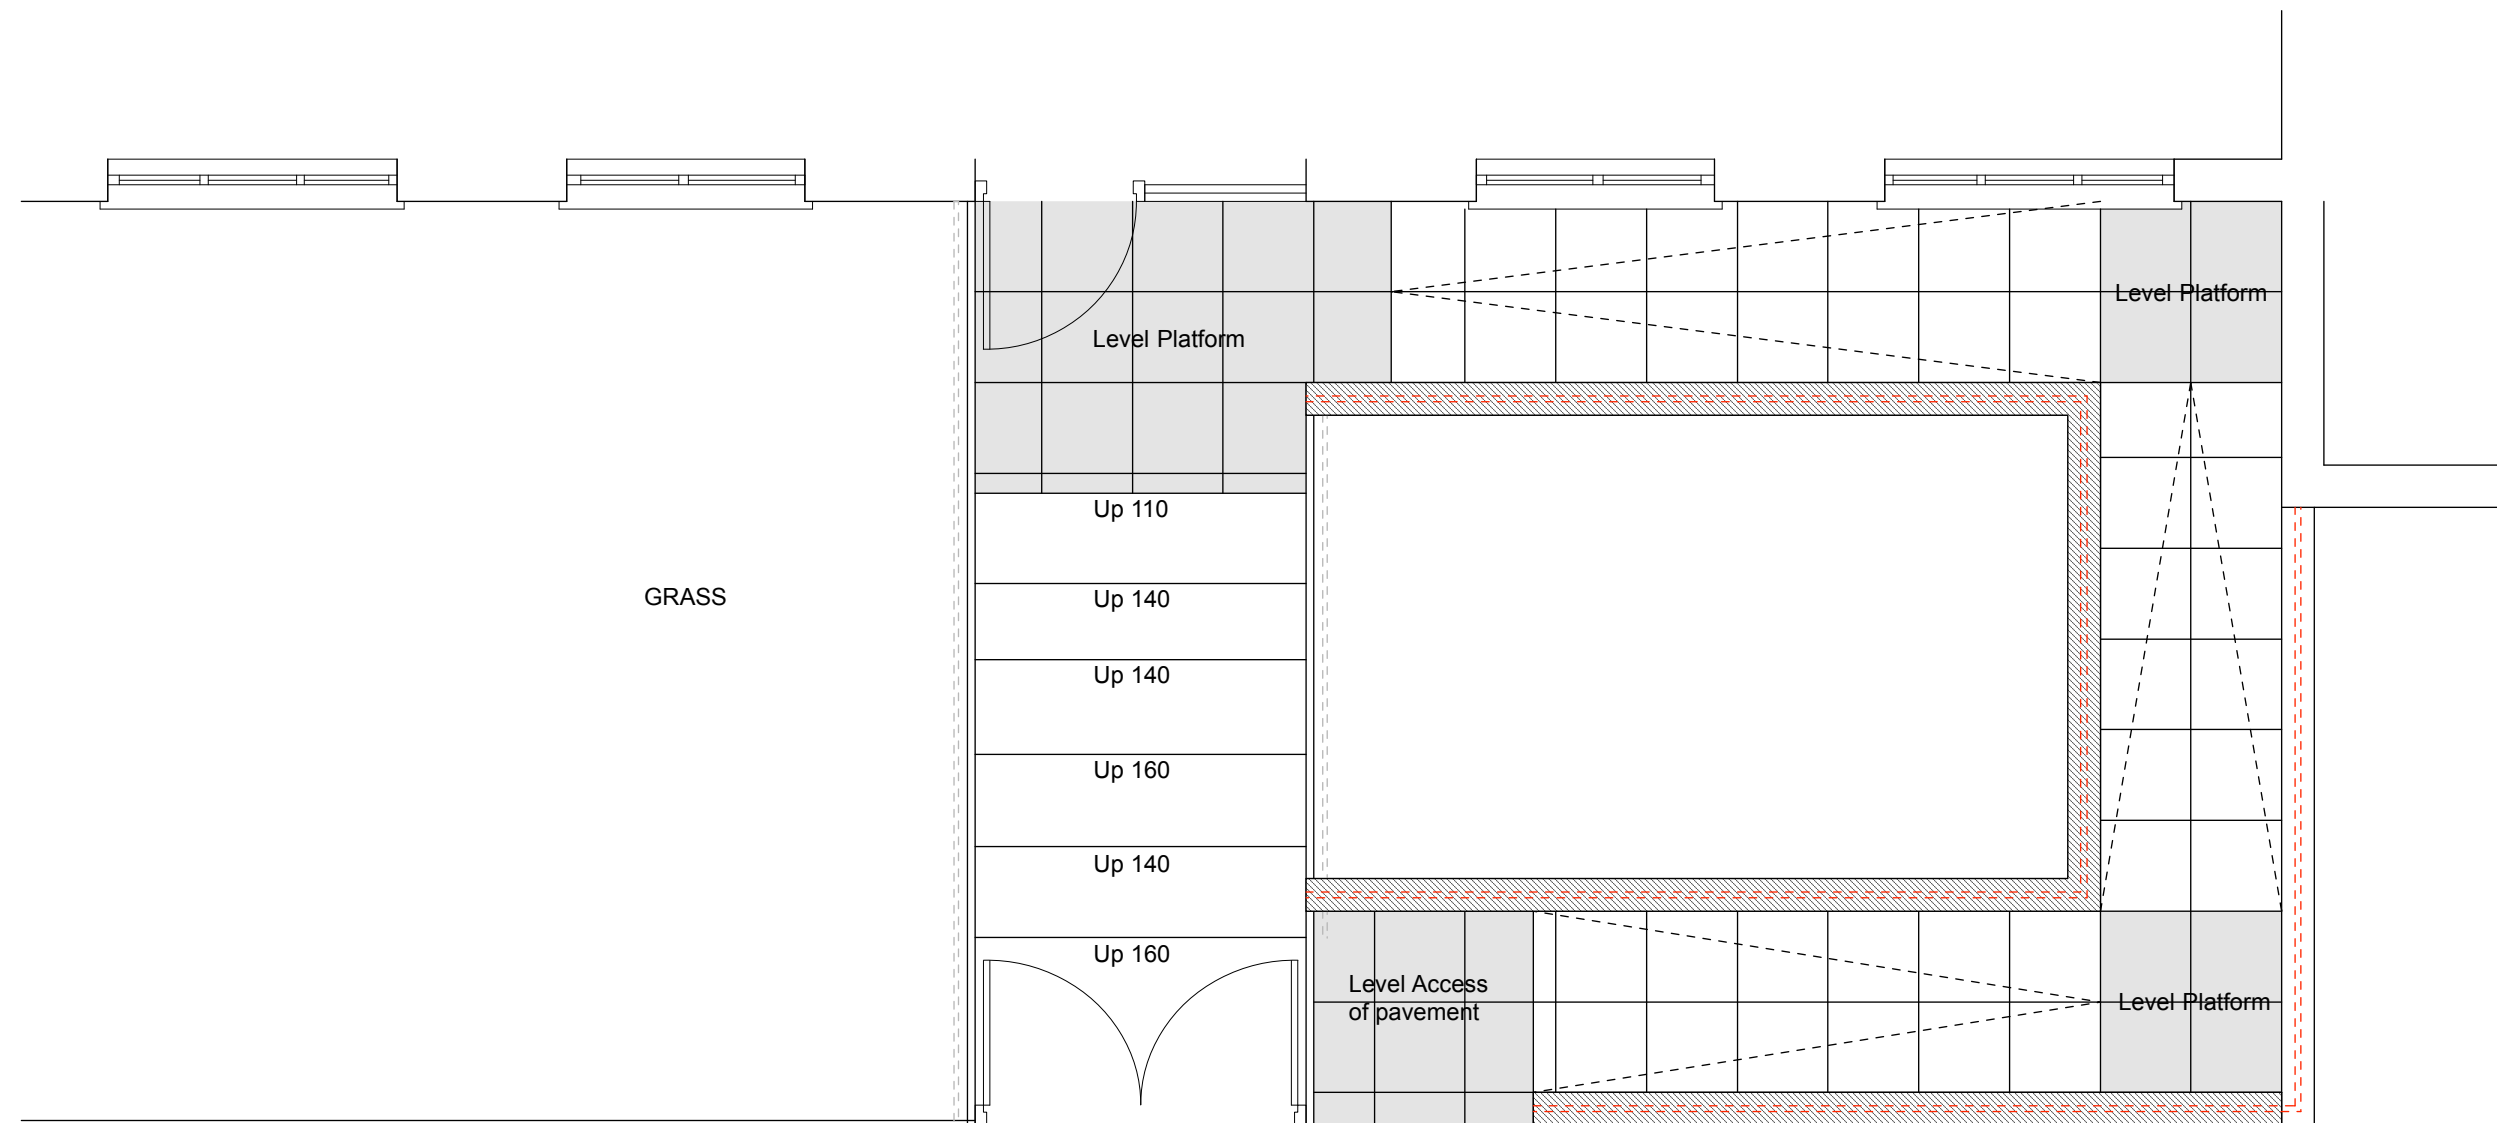 Level Platform
Level Platform
Up 110
GRASS
Up 140
Up 140
Up 160
Up 140
Up 160
Level Access
of pavement
Level Platform